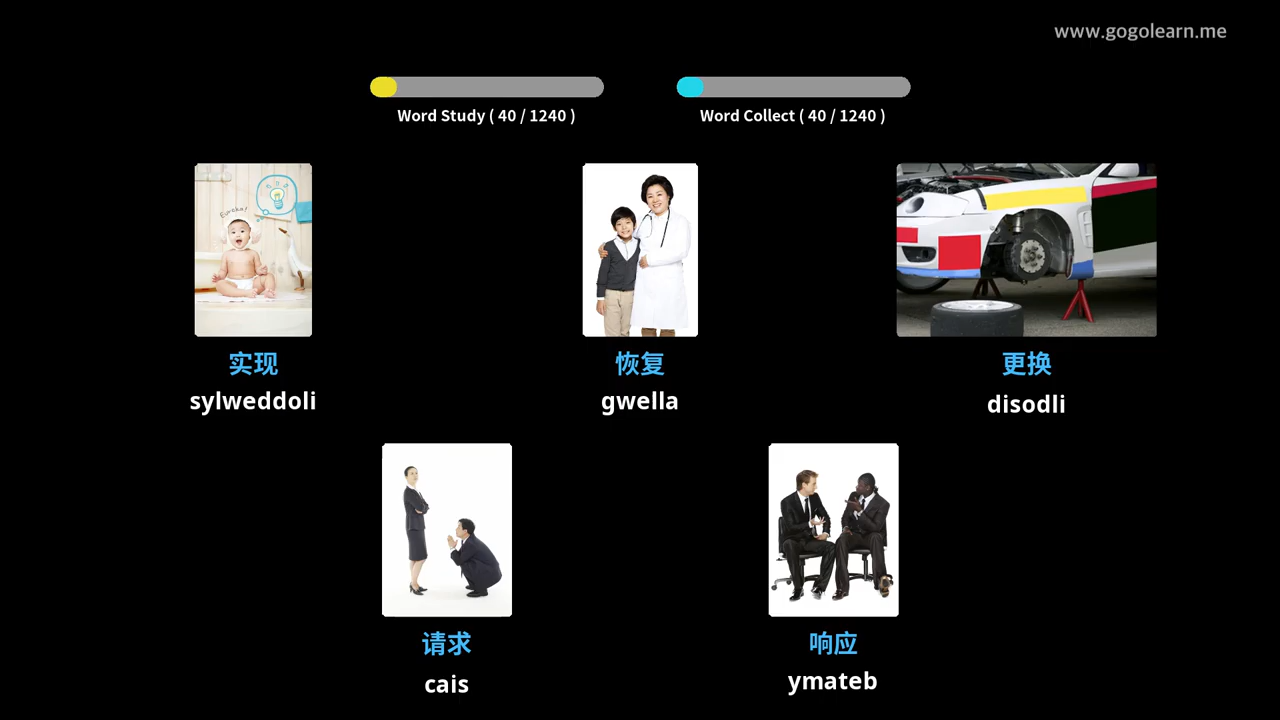 www.gogolearn.me
Word Study ( 40 / 1240 )
Word Collect ( 40 / 1240 )
Eureka!
实现
sylweddoli
恢复
gwella
更换
disodli
请求
cais
响应
ymateb